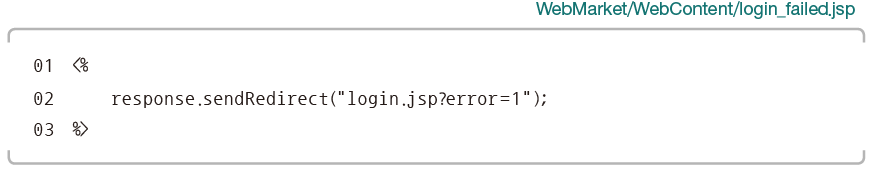 WebMarket/WebContent/login_failed.jsp
01 <%
02 response.sendRedirect("login.jsp?error=1");
03 %>